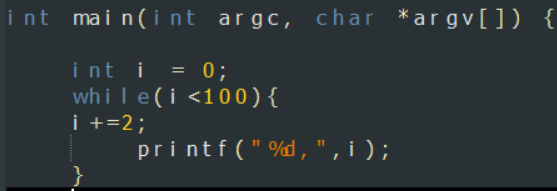 int main(int argc, char *argv[]) {
int i = 0;
while(i<100){
i+=2;
printf("%d,",i);
}